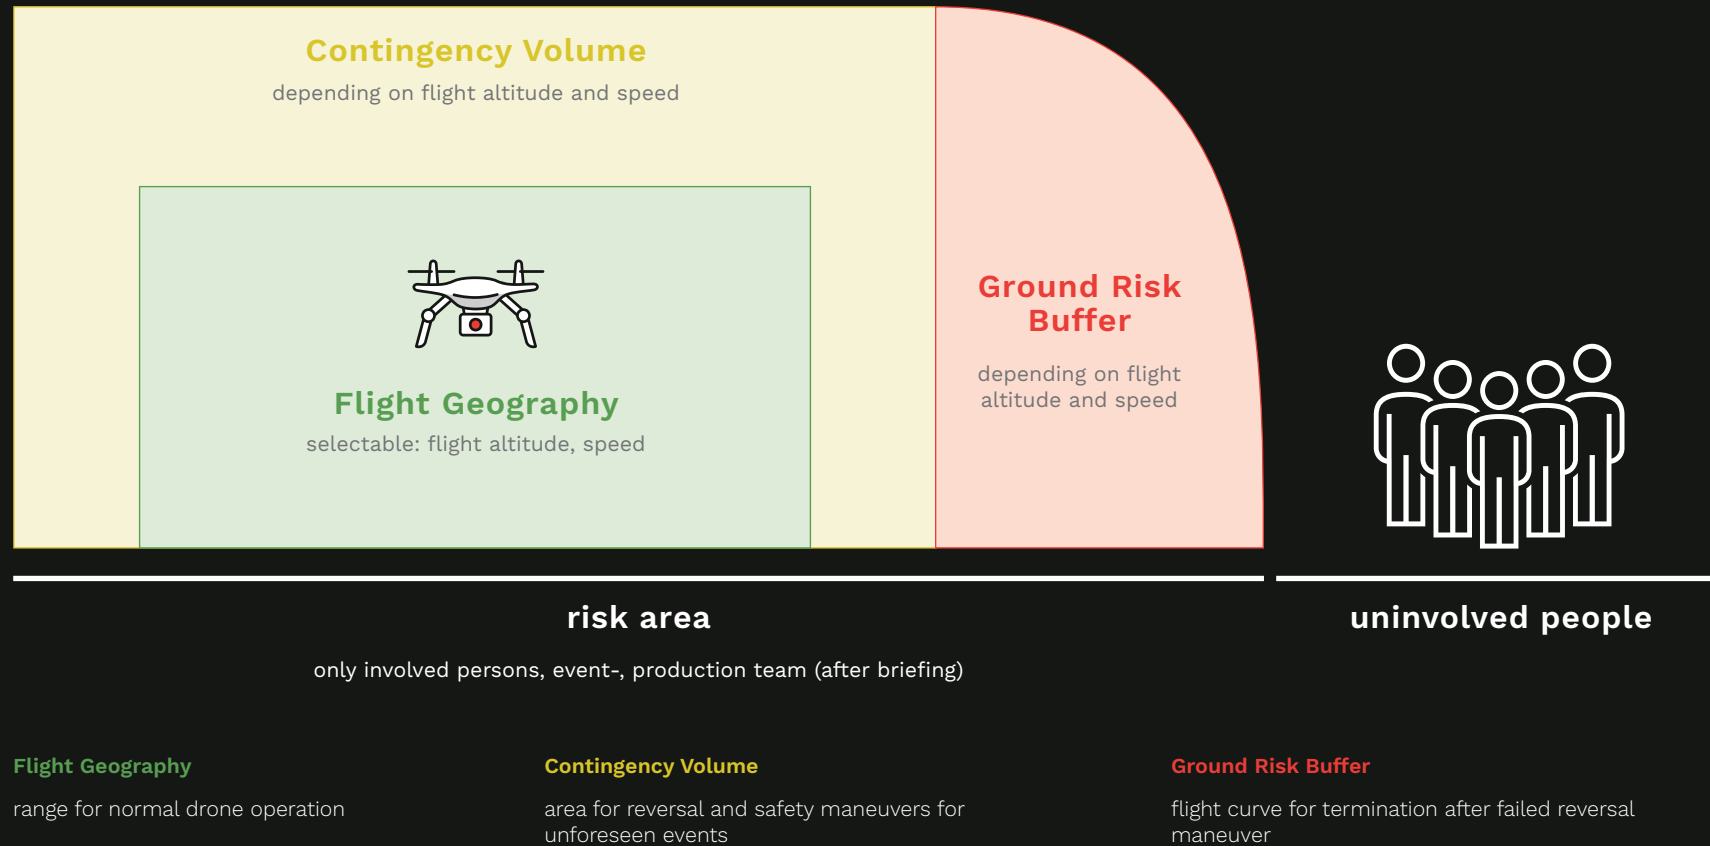 Contingency Volume
depending on flight altitude and speed
Flight Geography
selectable: flight altitude, speed
Ground Risk
Buffer
depending on flight
altitude and speed
risk area
only involved persons, event-, production team (after briefing)
uninvolved people
Flight Geography
range for normal drone operation
Contingency Volume
area for reversal and safety maneuvers for
unforeseen events
Ground Risk Buffer
flight curve for termination after failed reversal
maneuver